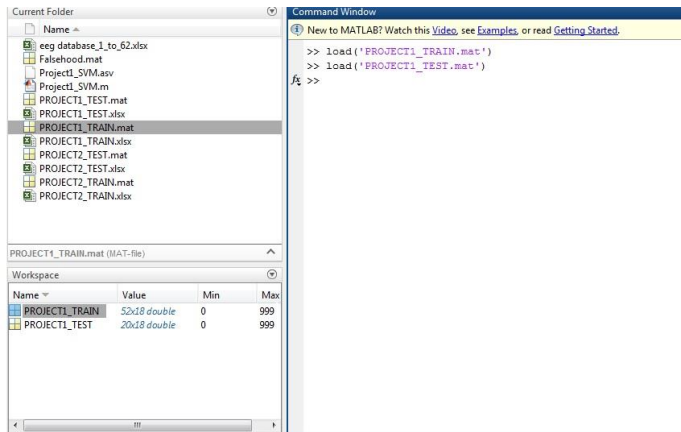 Current Folder
Name
eeg database_1_to_62.xlsx
Falsehood.mat
Project1_SVM.asv
Project1_SVM.m
PROJECT1_TEST.mat
PROJECT1_TEST.xlsx
PROJECT1_TRAIN.mat
PROJECT1_TRAIN.xlsx
PROJECT2_TEST.mat
PROJECT2_TEST.xlsx
PROJECT2_TRAIN.mat
PROJECT2_TRAIN.xlsx
PROJECT1_TRAIN.mat (MAT-file)
Workspace
Name Value Min Max
PROJECT1_TRAIN 52x18 double 0 999
PROJECT1_TEST 20x18 double 0 999
Command Window
New to MATLAB? Watch this Video, see Examples, or read Getting Started.
>> load('PROJECT1_TRAIN.mat')
>> load('PROJECT1_TEST.mat')
fx >>